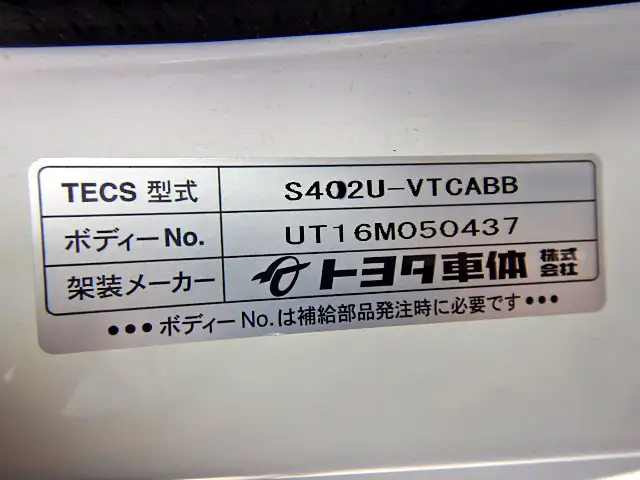 TECS 型式 S402U-VTCABB
ボディーNo. UT16M050437
架装メーカー トヨタ車体 株式会社
●●●ボディーNo.は補給部品発注時に必要です●●●